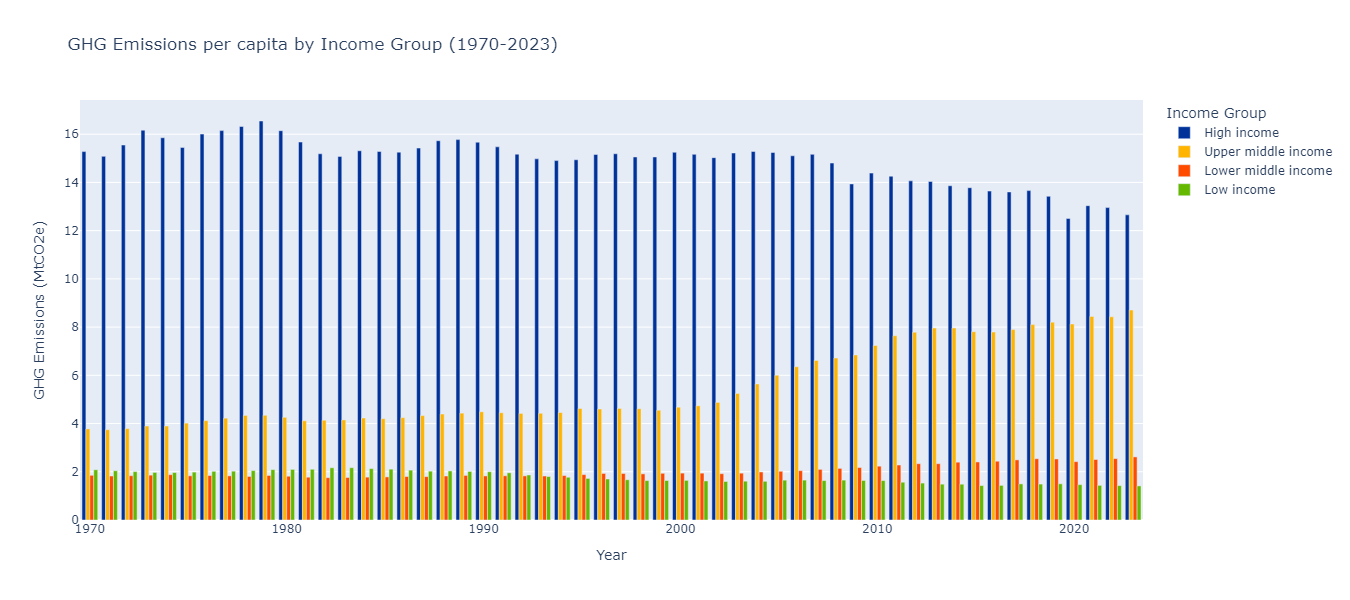 GHG Emissions per capita by Income Group (1970-2023)
Income Group
High income
Upper middle income
Lower middle income
Low income
GHG Emissions (MtCO2e)
16
14
12
10
8
6
4
2
0
1970
1980
1990
2000
2010
2020
Year